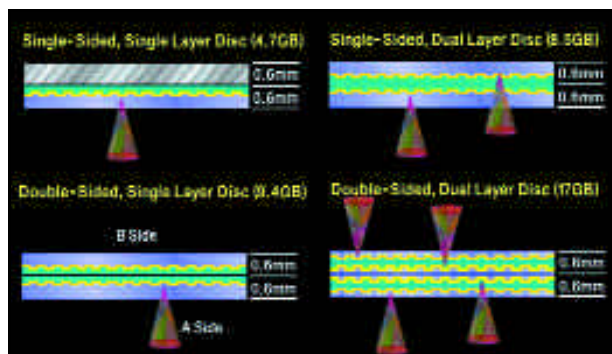 Single-Sided, Single Layer Disc (4.7GB)
0.6mm
0.6mm
Single-Sided, Dual Layer Disc (8.5GB)
0.6mm
0.6mm
Double-Sided, Single Layer Disc (9.4GB)
B Side
0.6mm
0.6mm
A Side
Double-Sided, Dual Layer Disc (17GB)
0.6mm
0.6mm